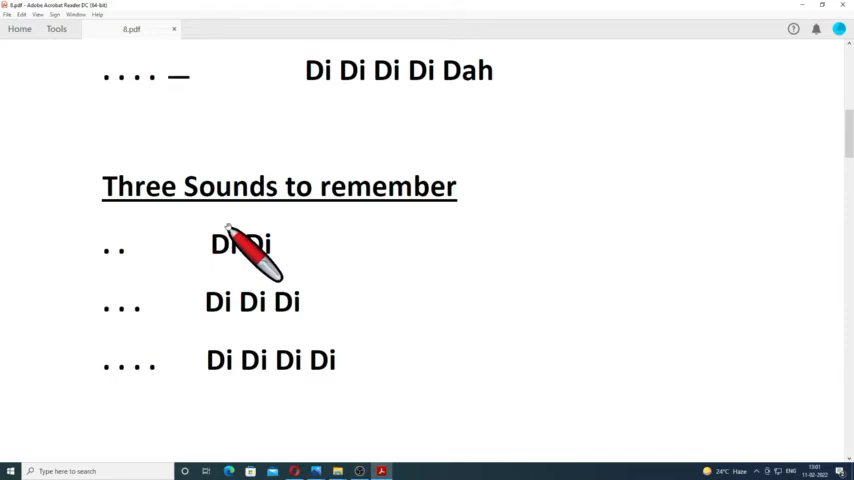 8.pdf - Adobe Acrobat Reader DC (64-bit)
File Edit View Sign Window Help
Home Tools 8.pdf ×
. . . . — Di Di Di Di Dah
Three Sounds to remember
. . Di Di
. . . Di Di Di
. . . . Di Di Di Di
Type here to search
24°C Haze ENG 13:01
11-02-2022